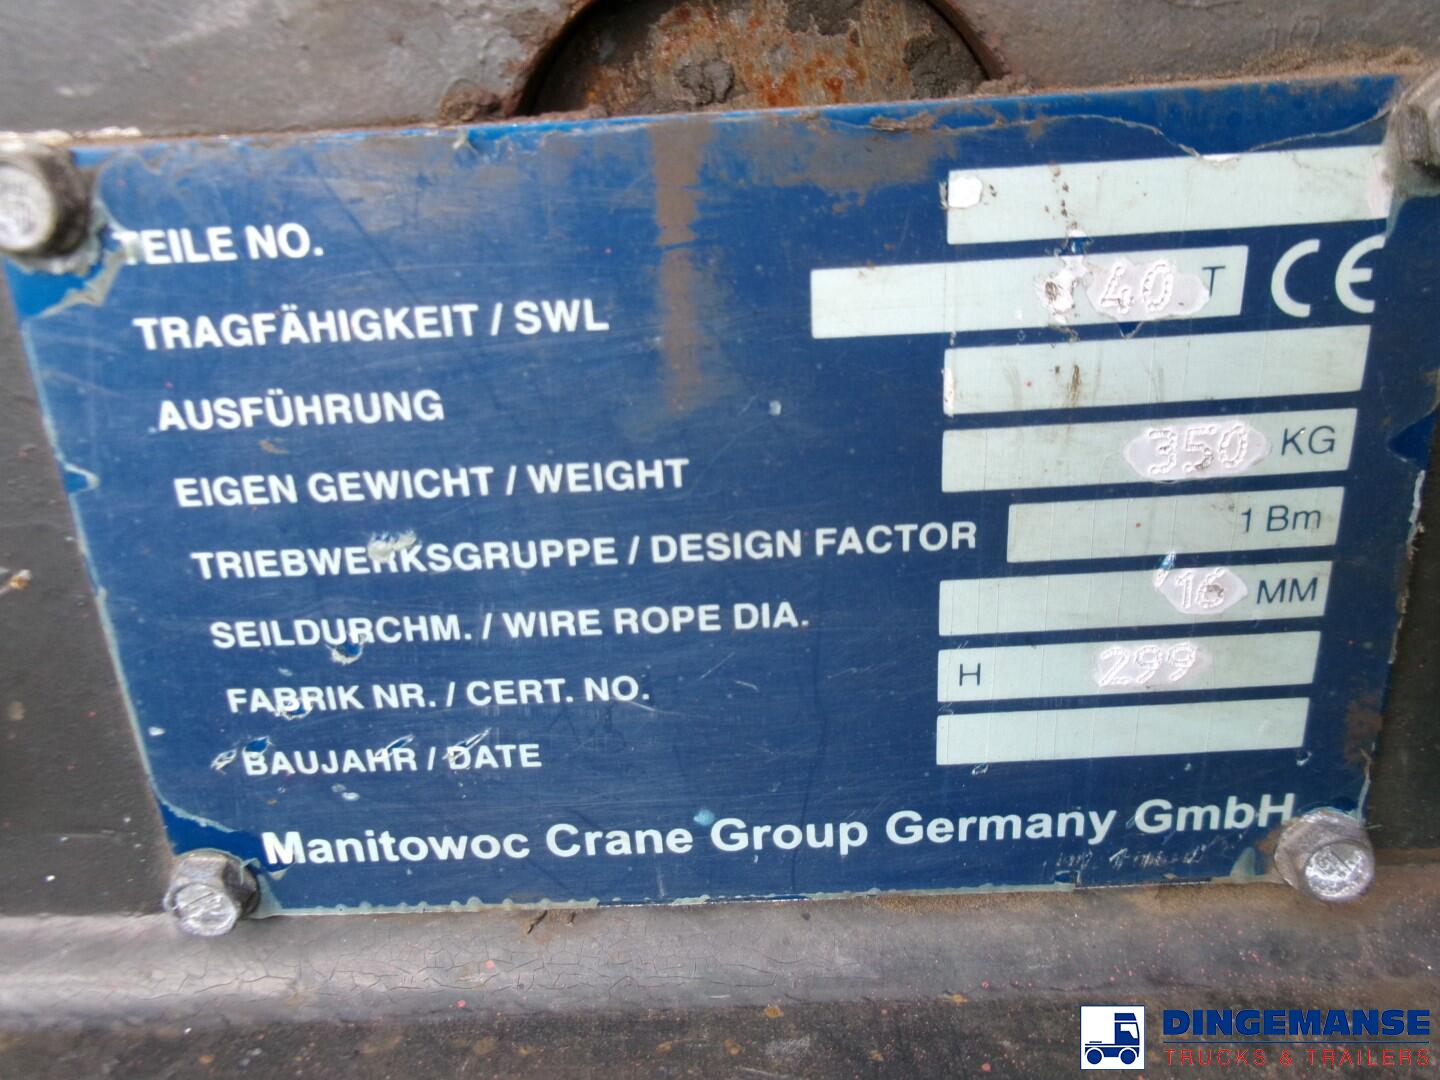 TEILE NO.
TRAGFÄHIGKEIT / SWL 40 T CE
AUSFÜHRUNG
EIGEN GEWICHT / WEIGHT 350 KG
TRIEBWERKSGRUPPE / DESIGN FACTOR 1 Bm
SEILDURCHM. / WIRE ROPE DIA. 16 MM
FABRIK NR. / CERT. NO. H 299
BAUJAHR / DATE
Manitowoc Crane Group Germany GmbH
DINGEMANSE
TRUCKS & TRAILERS